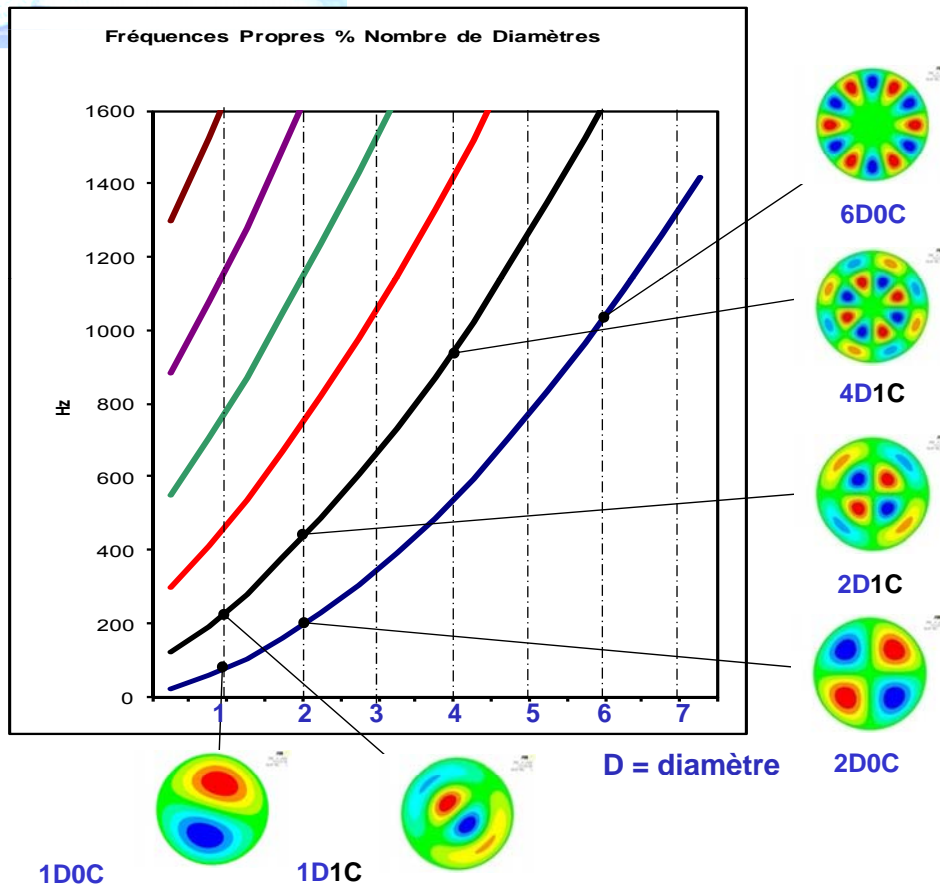 Fréquences Propres % Nombre de Diamètres
1600
1400
1200
1000
800
600
400
200
0
Hz
1 2 3 4 5 6 7
6D0C
4D1C
2D1C
2D0C
D = diamètre
1D0C
1D1C